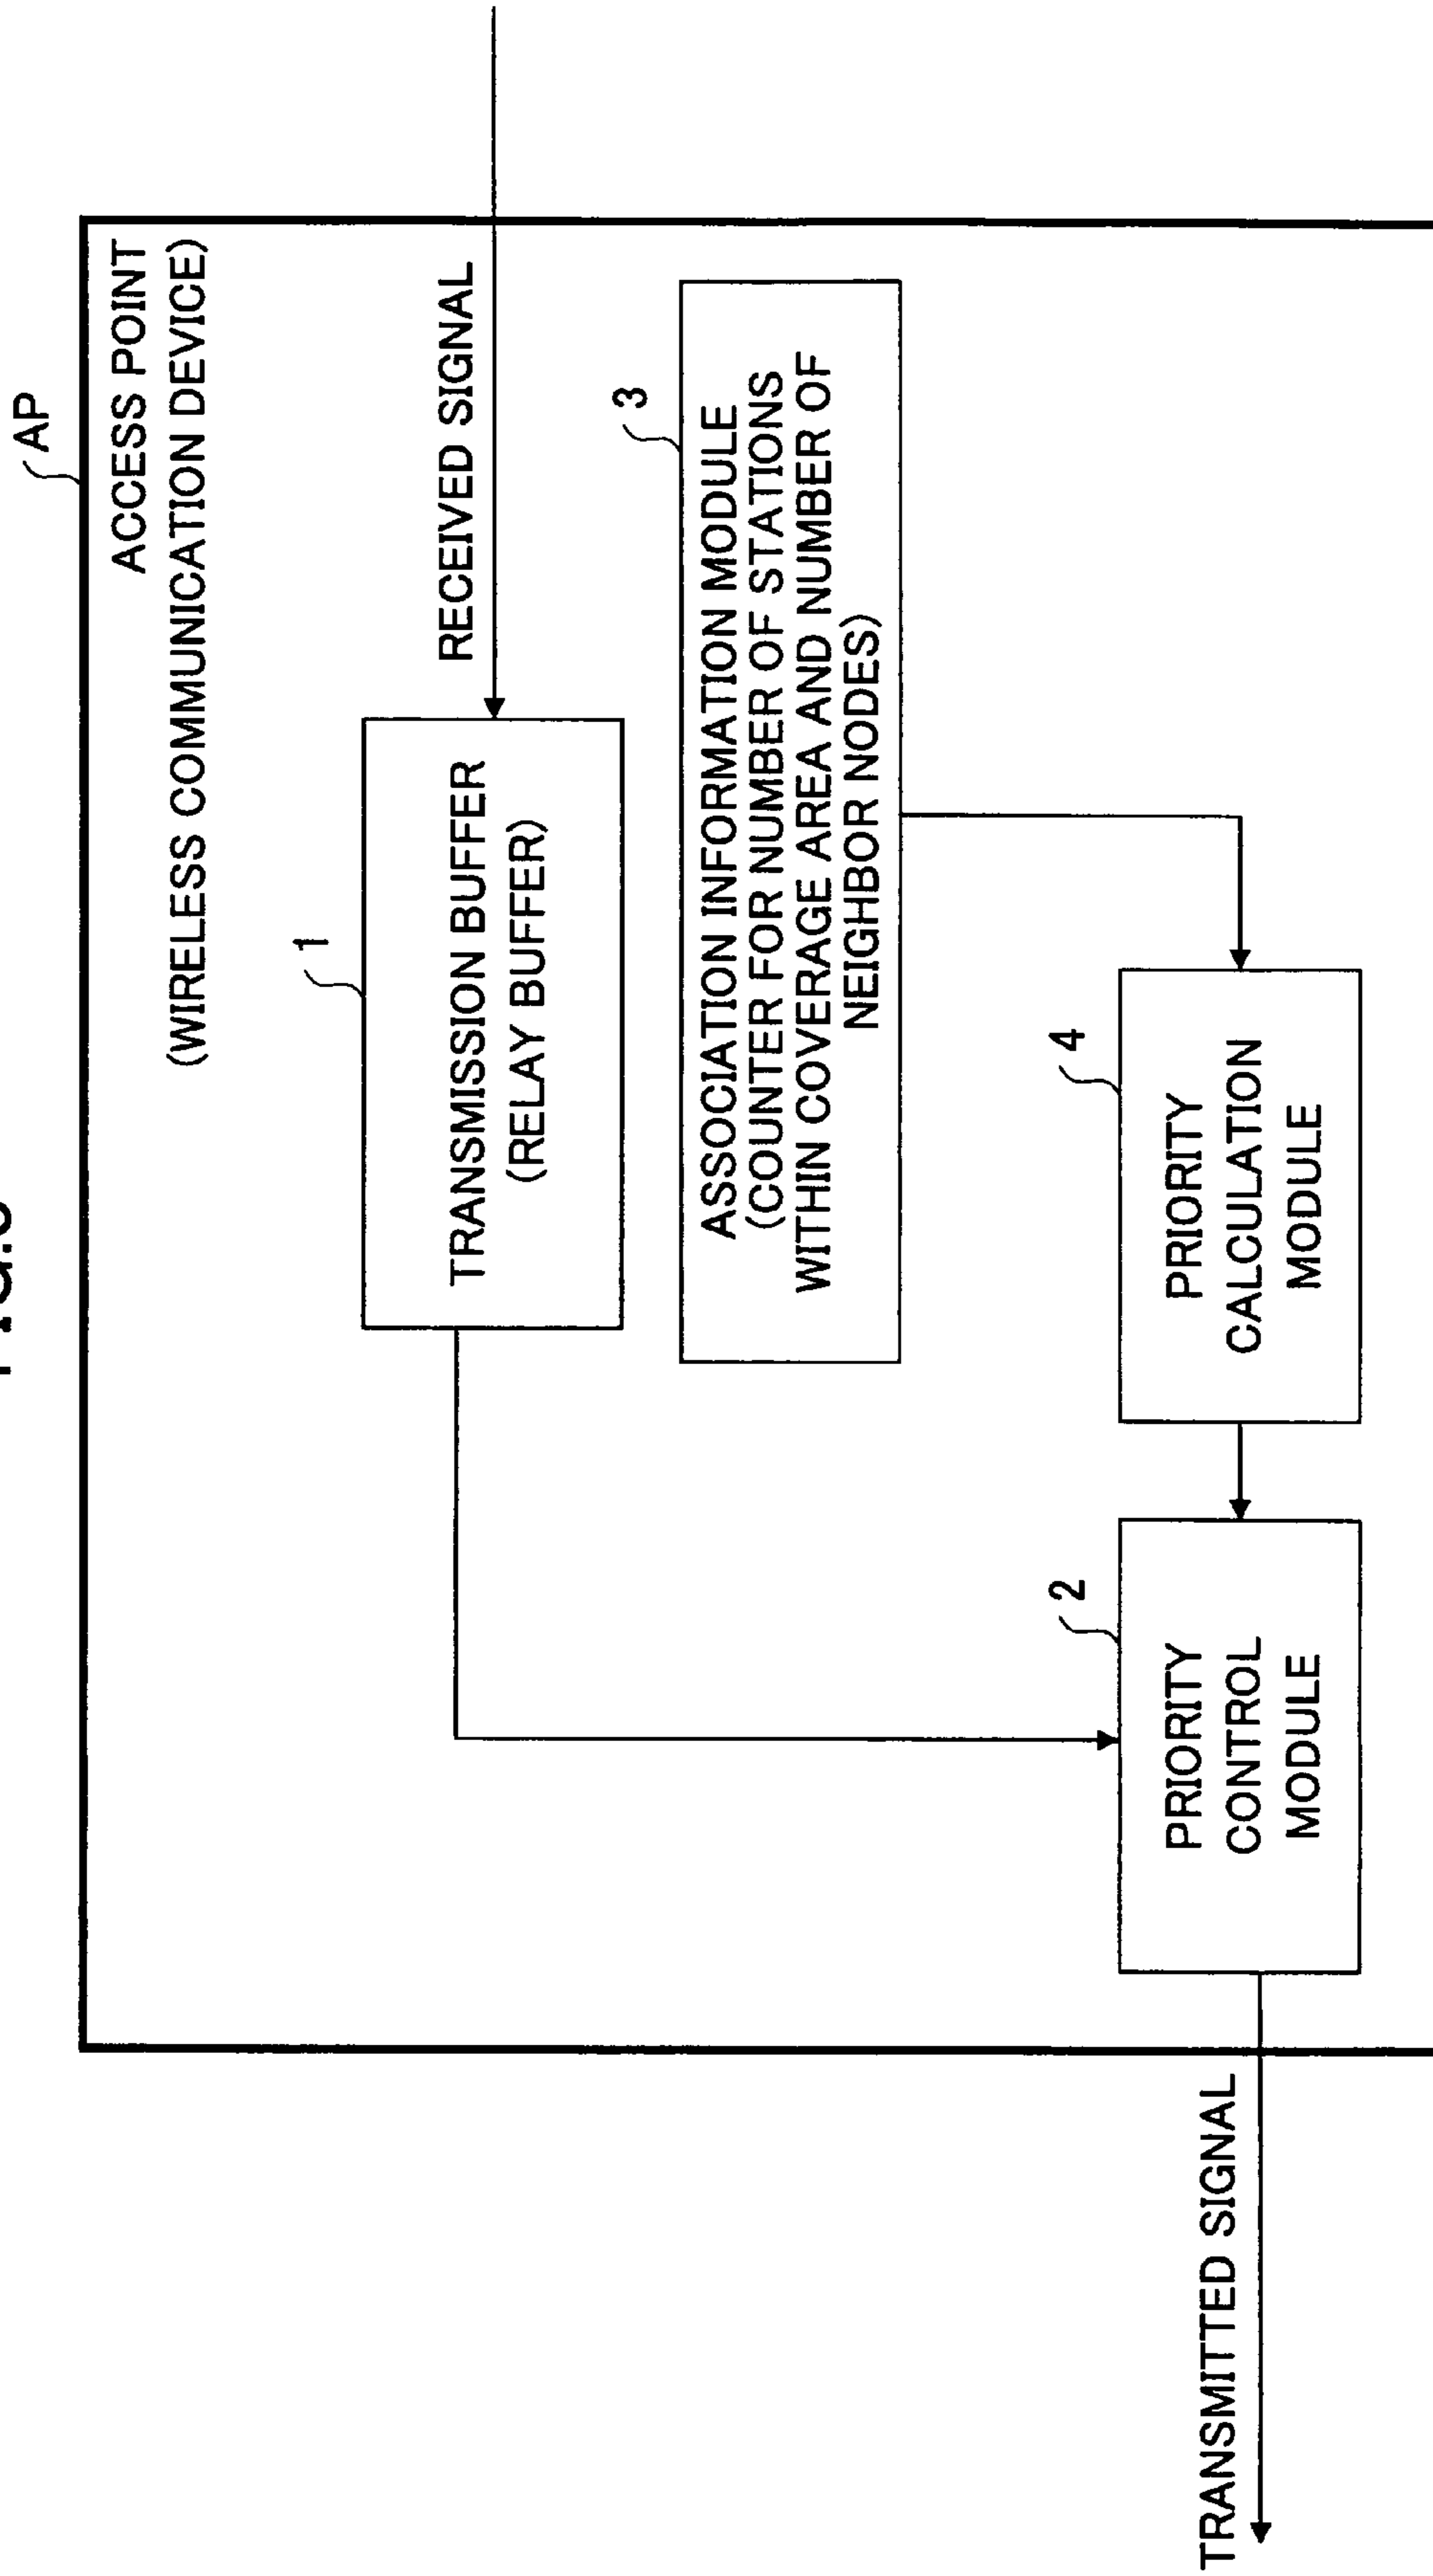 AP
ACCESS POINT
(WIRELESS COMMUNICATION DEVICE)
RECEIVED SIGNAL
1
TRANSMISSION BUFFER
(RELAY BUFFER)
3
ASSOCIATION INFORMATION MODULE
(COUNTER FOR NUMBER OF STATIONS
WITHIN COVERAGE AREA AND NUMBER OF
NEIGHBOR NODES)
4
PRIORITY
CALCULATION
MODULE
2
PRIORITY
CONTROL
MODULE
TRANSMITTED SIGNAL